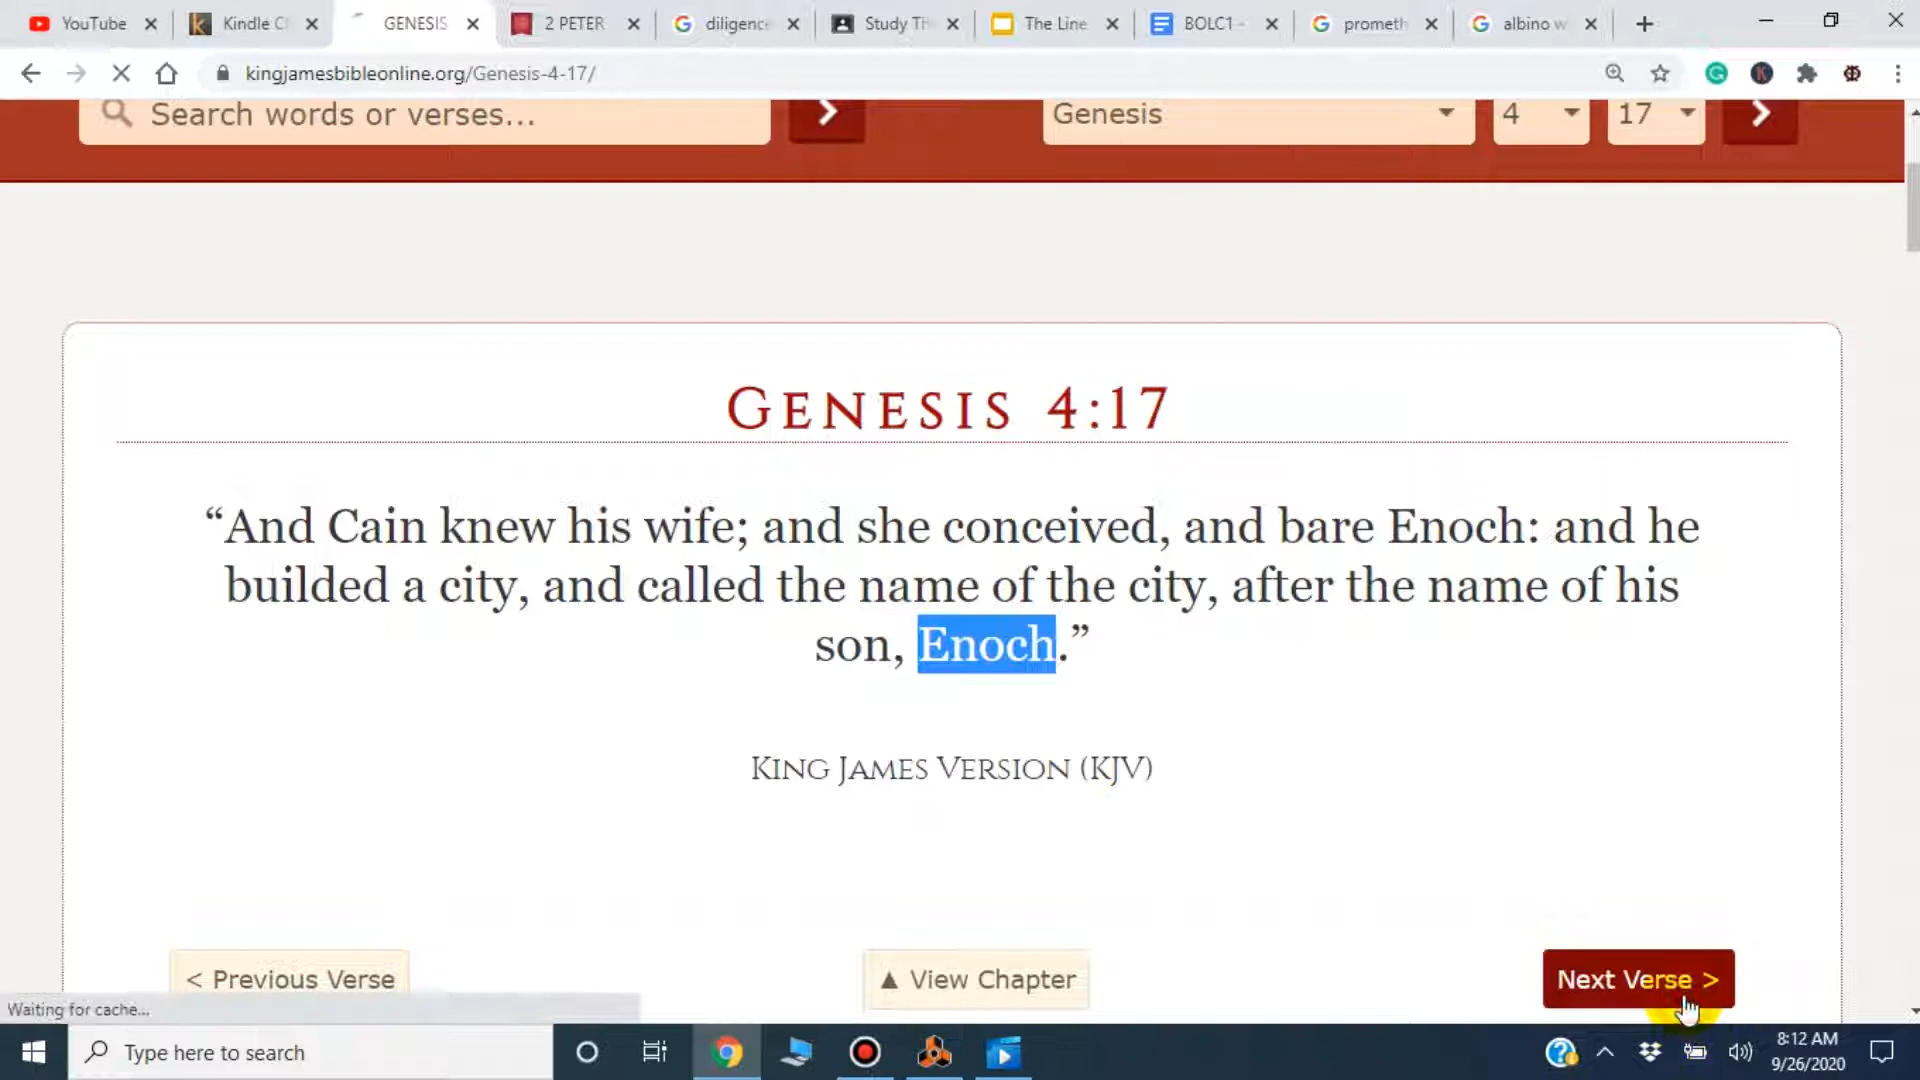 YouTube
Kindle C
GENESIS
2 PETER
diligence
Study Th
The Line
BOLC1 -
prometh
albino w
kingjamesbibleonline.org/Genesis-4-17/
Search words or verses...
Genesis
4
17
GENESIS 4:17
“And Cain knew his wife; and she conceived, and bare Enoch: and he
builded a city, and called the name of the city, after the name of his
son, Enoch.”
KING JAMES VERSION (KJV)
< Previous Verse
▲ View Chapter
Next Verse >
Waiting for cache...
Type here to search
8:12 AM
9/26/2020